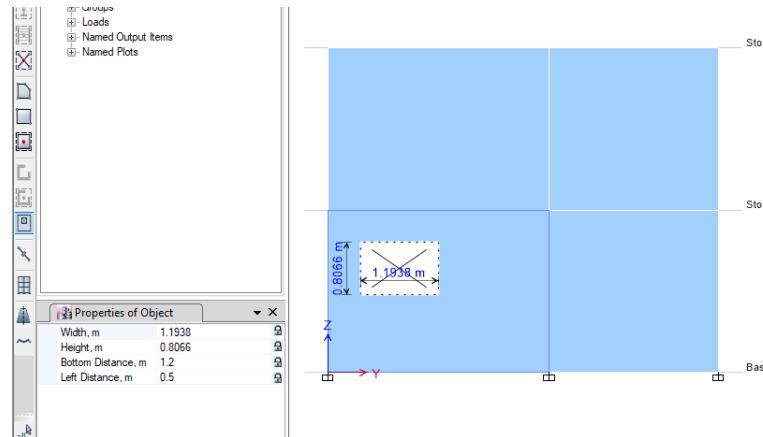 Groups
Loads
Named Output Items
Named Plots
Properties of Object
Width, m 1.1938
Height, m 0.8066
Bottom Distance, m 1.2
Left Distance, m 0.5
Sto
Sto
0.8066 m
1.1938 m
Z
Y
Bas